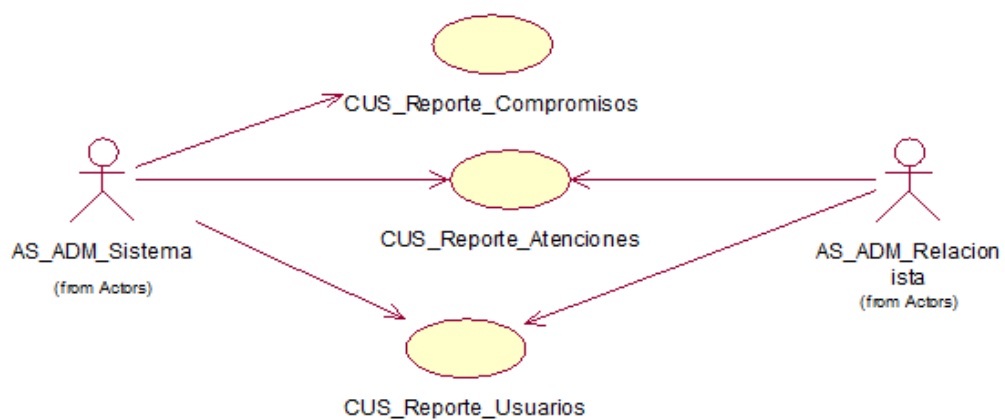 CUS_Reporte_Compromisos
AS_ADM_Sistema
(from Actors)
CUS_Reporte_Atenciones
AS_ADM_Relacion
ista
(from Actors)
CUS_Reporte_Usuarios